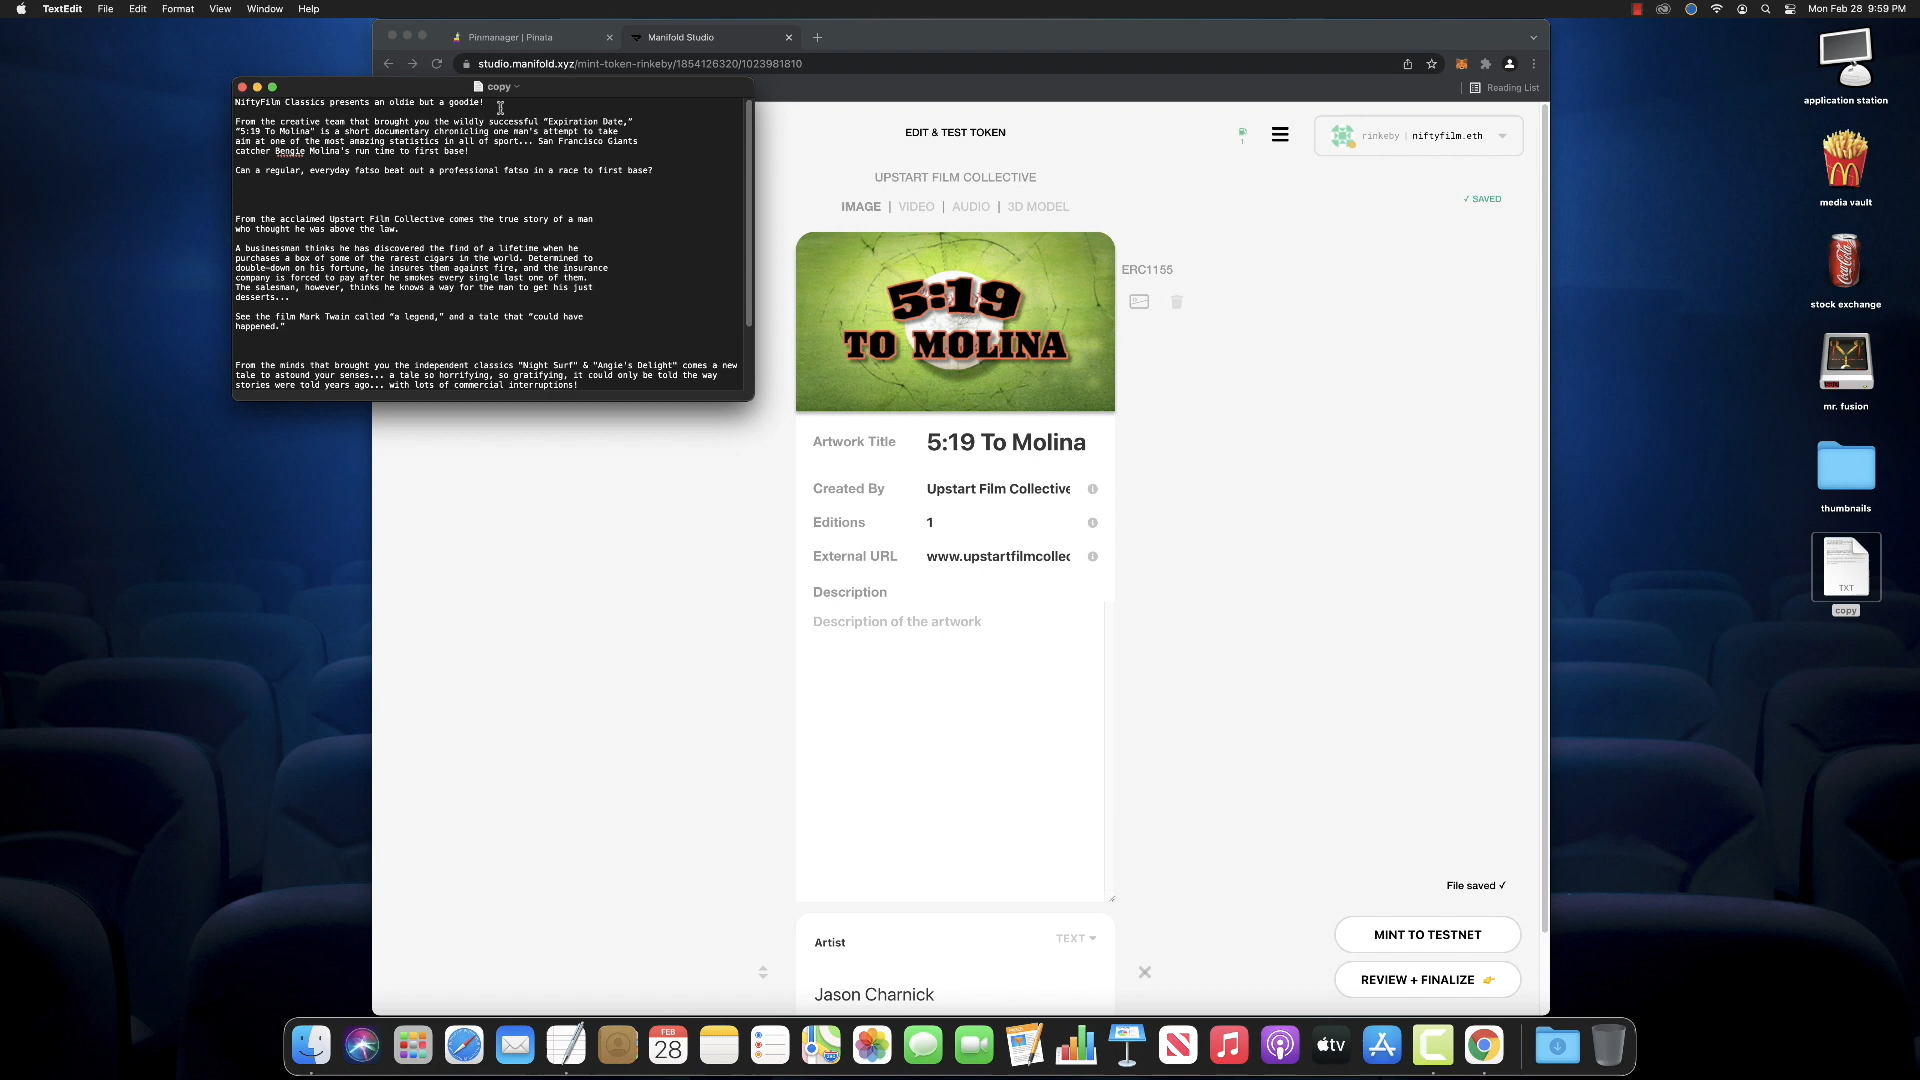 TextEdit File Edit Format View Window Help
Mon Feb 28 9:59 PM
Pinmanager | Pinata
Manifold Studio
studio.manifold.xyz/mint-token-rinkeby/1854126320/1023981810
Reading List
copy
NiftyFilm Classics presents an oldie but a goodie!
From the creative team that brought you the wildly successful “Expiration Date,”
“5:19 To Molina” is a short documentary chronicling one man's attempt to take
aim at one of the most amazing statistics in all of sport... San Francisco Giants
catcher Bengie Molina's run time to first base!
Can a regular, everyday fatso beat out a professional fatso in a race to first base?
From the acclaimed Upstart Film Collective comes the true story of a man
who thought he was above the law.
A businessman thinks he has discovered the find of a lifetime when he
purchases a box of some of the rarest cigars in the world. Determined to
double-down on his fortune, he insures them against fire, and the insurance
company is forced to pay after he smokes every single last one of them.
The salesman, however, thinks he knows a way for the man to get his just
desserts...
See the film Mark Twain called “a legend,” and a tale that “could have
happened.”
From the minds that brought you the independent classics "Night Surf" & "Angie's Delight" comes a new
tale to astound your senses... a tale so horrifying, so gratifying, it could only be told the way
stories were told years ago... with lots of commercial interruptions!
EDIT & TEST TOKEN
1
rinkeby | niftyfilm.eth
UPSTART FILM COLLECTIVE
✓ SAVED
IMAGE | VIDEO | AUDIO | 3D MODEL
5:19
TO MOLINA
ERC1155
Artwork Title 5:19 To Molina
Created By Upstart Film Collective
Editions 1
External URL www.upstartfilmcollec
Description
Description of the artwork
File saved ✓
MINT TO TESTNET
REVIEW + FINALIZE
Artist
TEXT
Jason Charnick
application station
media vault
Coca-Cola
stock exchange
mr. fusion
thumbnails
TXT
copy
FEB
28
tv